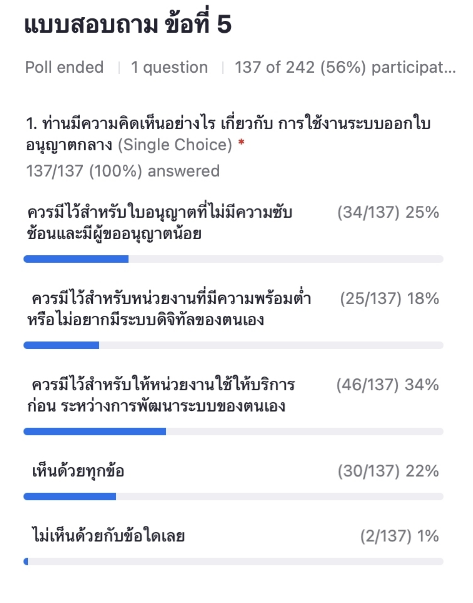 แบบสอบถาม ข้อที่ 5
Poll ended | 1 question | 137 of 242 (56%) participat...
1. ท่านมีความคิดเห็นอย่างไร เกี่ยวกับ การใช้งานระบบออกใบ
อนุญาตกลาง (Single Choice) *
137/137 (100%) answered
ควรมีไว้สำหรับใบอนุญาตที่ไม่มีความซับ (34/137) 25%
ซ้อนและมีผู้ขออนุญาตน้อย
ควรมีไว้สำหรับหน่วยงานที่มีความพร้อมต่ำ (25/137) 18%
หรือไม่อยากมีระบบดิจิทัลของตนเอง
ควรมีไว้สำหรับให้หน่วยงานใช้ให้บริการ (46/137) 34%
ก่อน ระหว่างการพัฒนาระบบของตนเอง
เห็นด้วยทุกข้อ (30/137) 22%
ไม่เห็นด้วยกับข้อใดเลย (2/137) 1%